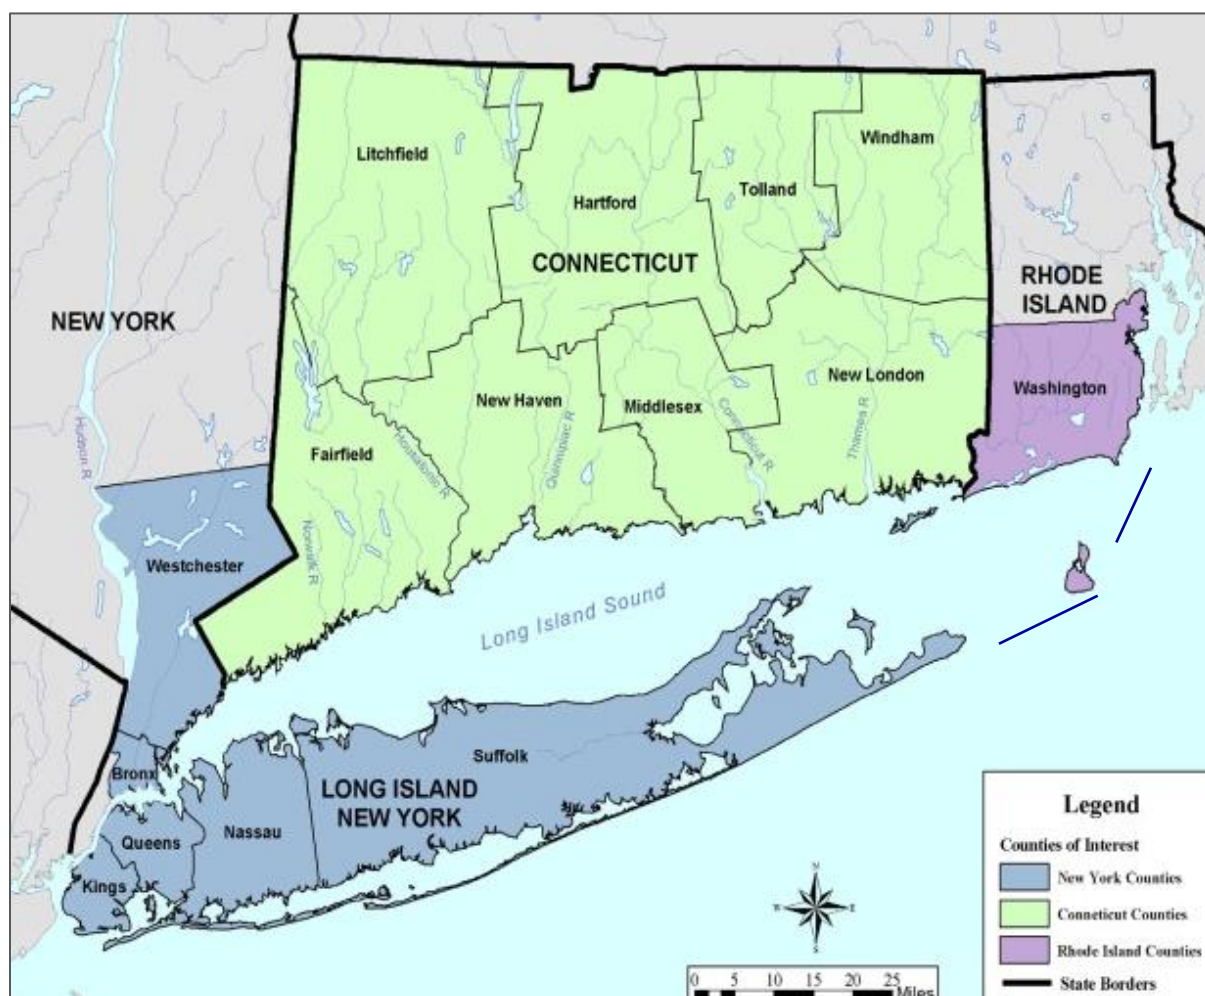 Litchfield
Windham
Tolland
Hartford
CONNECTICUT
RHODE
ISLAND
NEW YORK
New London
Washington
New Haven
Middlesex
Fairfield
Hudson R
Housatonic R
Quinnipiac R
Connecticut R
Thames R
Norwalk R
Westchester
Long Island Sound
Suffolk
Bronx
LONG ISLAND
NEW YORK
Queens
Nassau
Kings
N
W
E
S
0 5 10 15 20 25
Miles
Legend
Counties of Interest
New York Counties
Conneticut Counties
Rhode Island Counties
State Borders